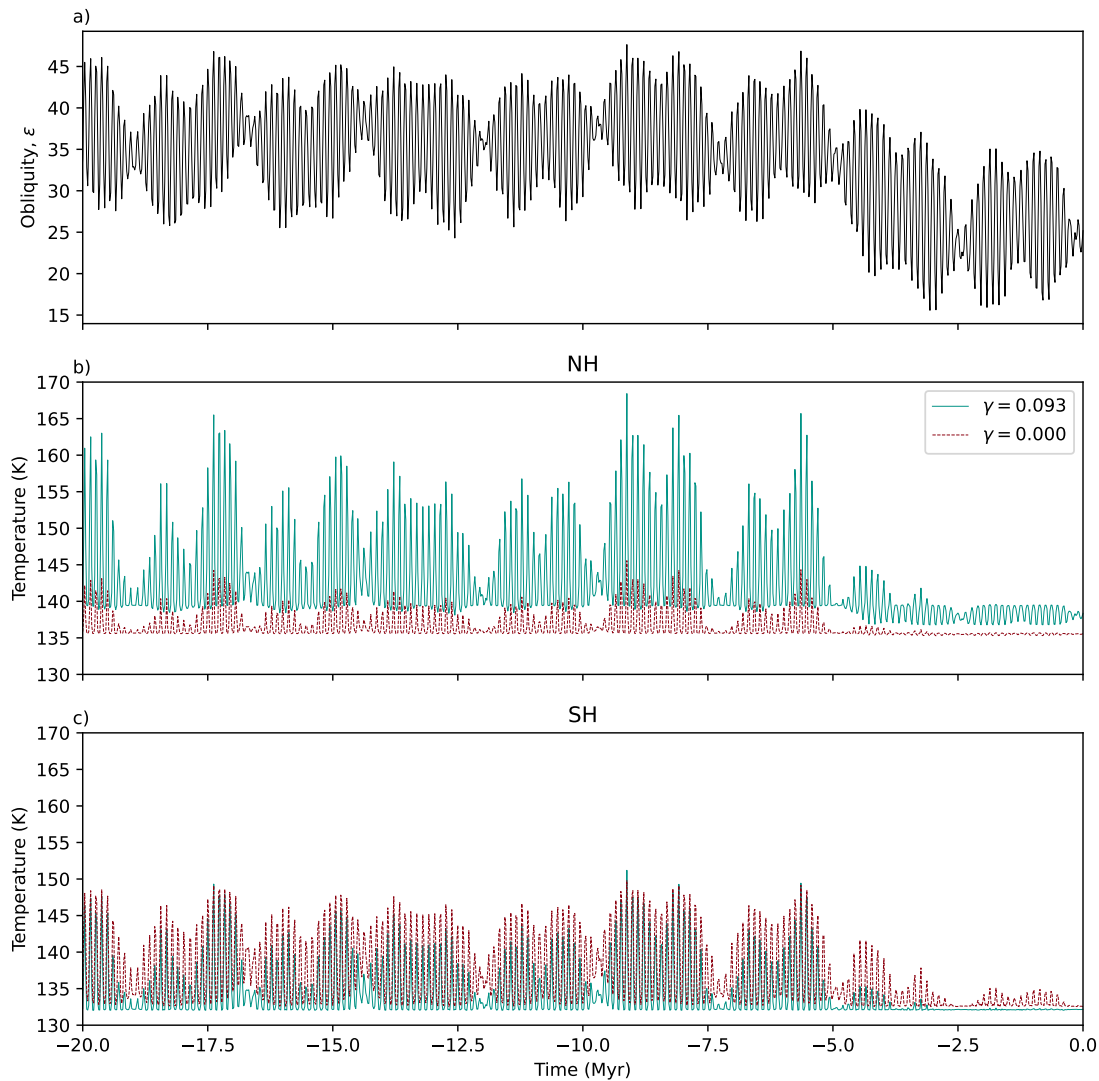 a)
45
40
35
30
25
20
15
Obliquity, ε
b)
NH
170
165
160
155
150
145
140
135
130
Temperature (K)
γ = 0.093
γ = 0.000
c)
SH
170
165
160
155
150
145
140
135
130
Temperature (K)
−20.0 −17.5 −15.0 −12.5 −10.0 −7.5 −5.0 −2.5 0.0
Time (Myr)